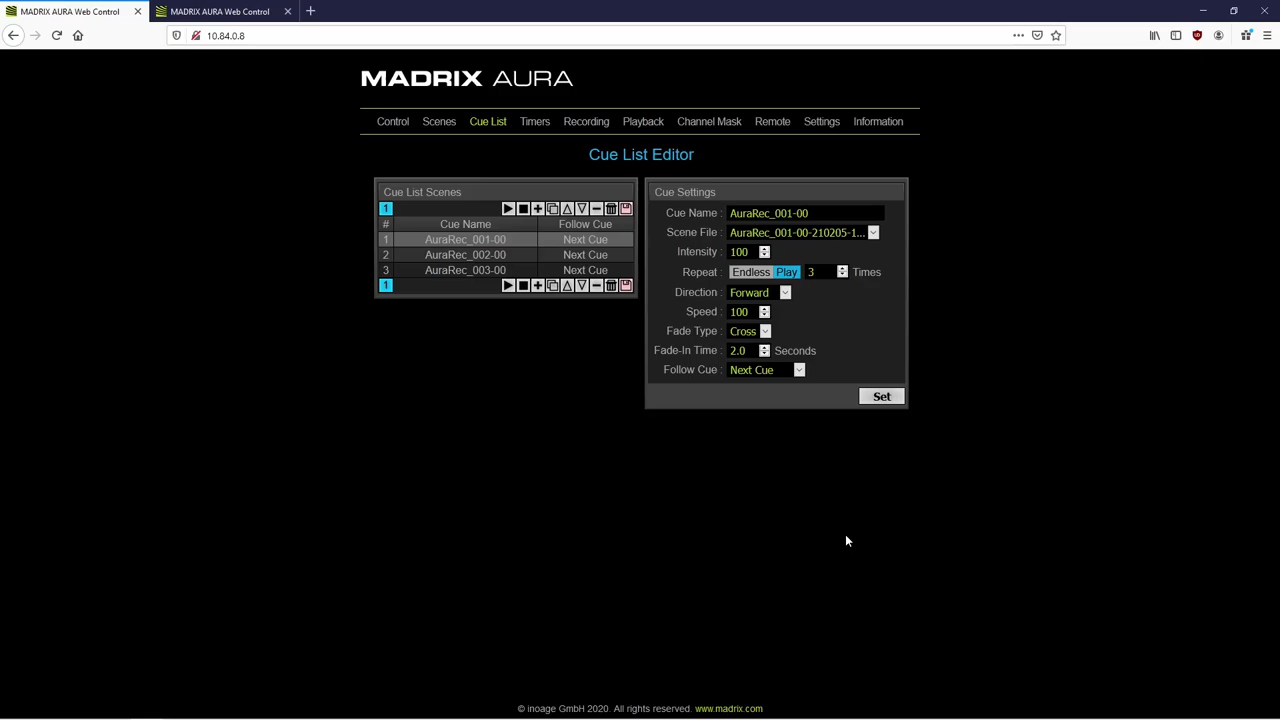 MADRIX AURA Web Control
MADRIX AURA Web Control
10.84.0.8
MADRIX AURA
Control Scenes Cue List Timers Recording Playback Channel Mask Remote Settings Information
Cue List Editor
Cue List Scenes
1
# Cue Name Follow Cue
1 AuraRec_001-00 Next Cue
2 AuraRec_002-00 Next Cue
3 AuraRec_003-00 Next Cue
1
Cue Settings
Cue Name : AuraRec_001-00
Scene File : AuraRec_001-00-210205-1...
Intensity : 100
Repeat : Endless Play 3 Times
Direction : Forward
Speed : 100
Fade Type : Cross
Fade-In Time : 2.0 Seconds
Follow Cue : Next Cue
Set
© inoage GmbH 2020. All rights reserved. www.madrix.com